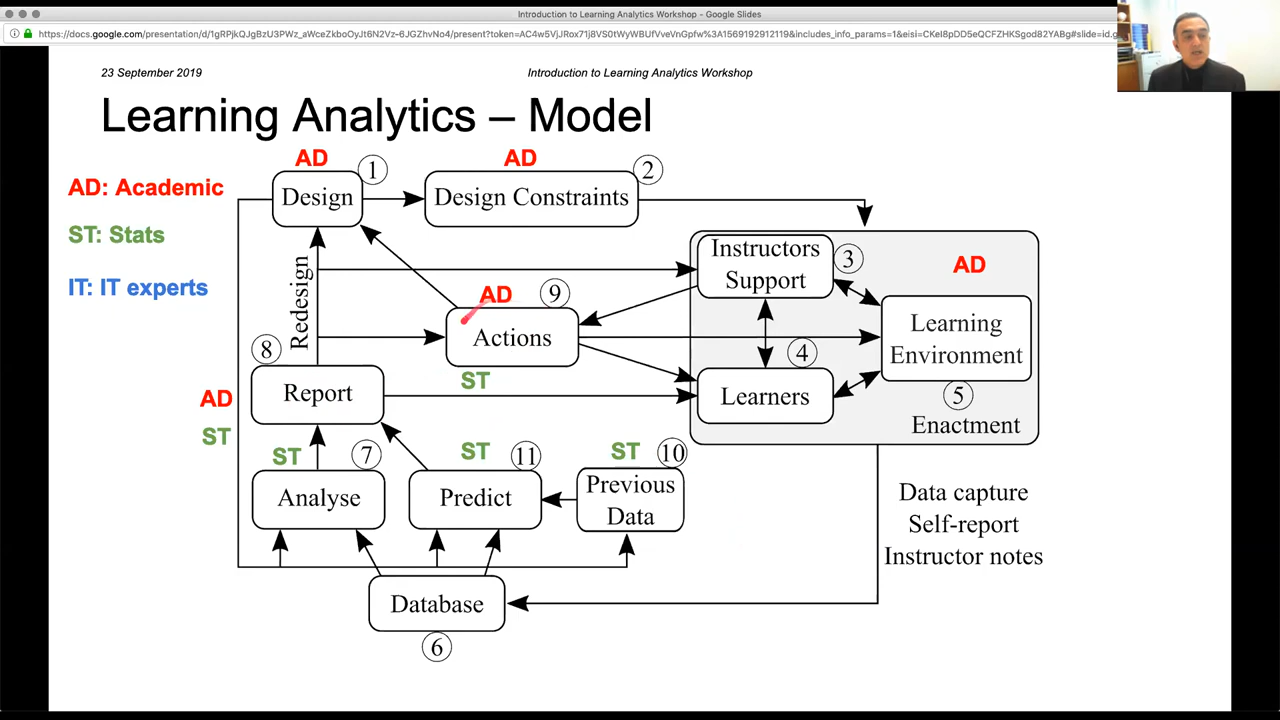 Introduction to Learning Analytics Workshop - Google Slides
23 September 2019
Introduction to Learning Analytics Workshop
Learning Analytics – Model
AD: Academic
ST: Stats
IT: IT experts
AD
Design
1
AD
Design Constraints
2
Instructors
Support
3
AD
Learning
Environment
5
Enactment
4
Learners
Redesign
AD
9
Actions
ST
8
Report
AD
ST
ST
7
Analyse
ST
11
Predict
ST
10
Previous
Data
Data capture
Self-report
Instructor notes
Database
6